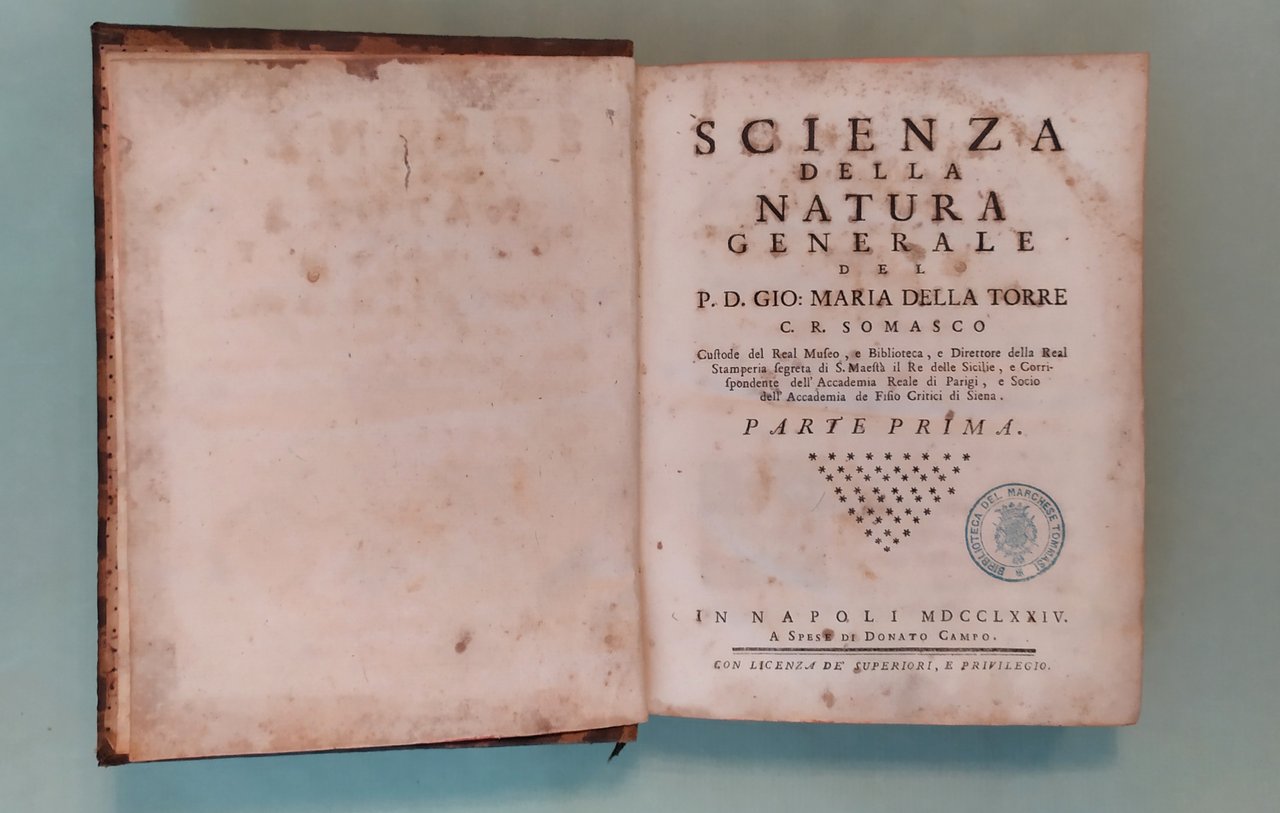 SCIENZA
DELLA
NATURA
GENERALE
DEL
P. D. GIO: MARIA DELLA TORRE
C. R. SOMASCO
Cuſtode del Real Muſeo, e Biblioteca, e Direttore della Real
Stamperia ſegreta di S. Maeſtà il Re delle Sicilie, e Corri-
ſpondente dell' Accademia Reale di Parigi, e Socio
dell' Accademia de Fiſio Critici di Siena.
PARTE PRIMA.
BIBBLIOTECA DEL MARCHESE TOMMASI
IN NAPOLI MDCCLXXIV.
A SPESE DI DONATO CAMPO.
CON LICENZA DE' SUPERIORI, E PRIVILEGIO.